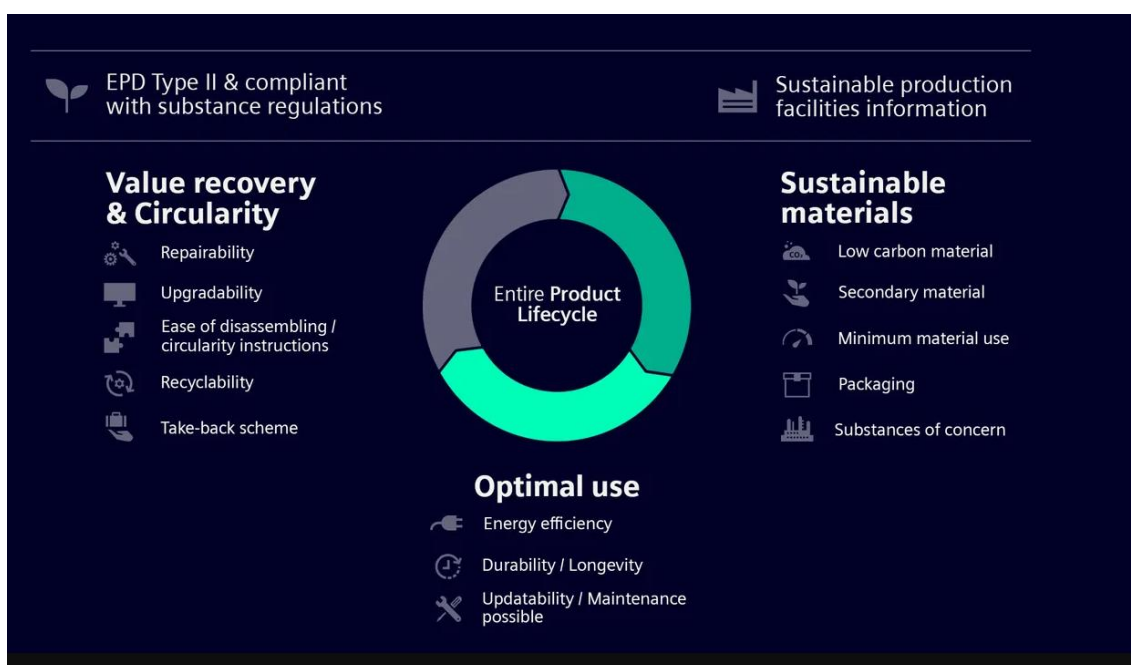 EPD Type II & compliant
with substance regulations
Sustainable production
facilities information
Value recovery
& Circularity
Repairability
Upgradability
Ease of disassembling /
circularity instructions
Recyclability
Take-back scheme
Entire Product
Lifecycle
Sustainable
materials
CO₂
Low carbon material
Secondary material
Minimum material use
Packaging
Substances of concern
Optimal use
Energy efficiency
Durability / Longevity
Updatability / Maintenance
possible